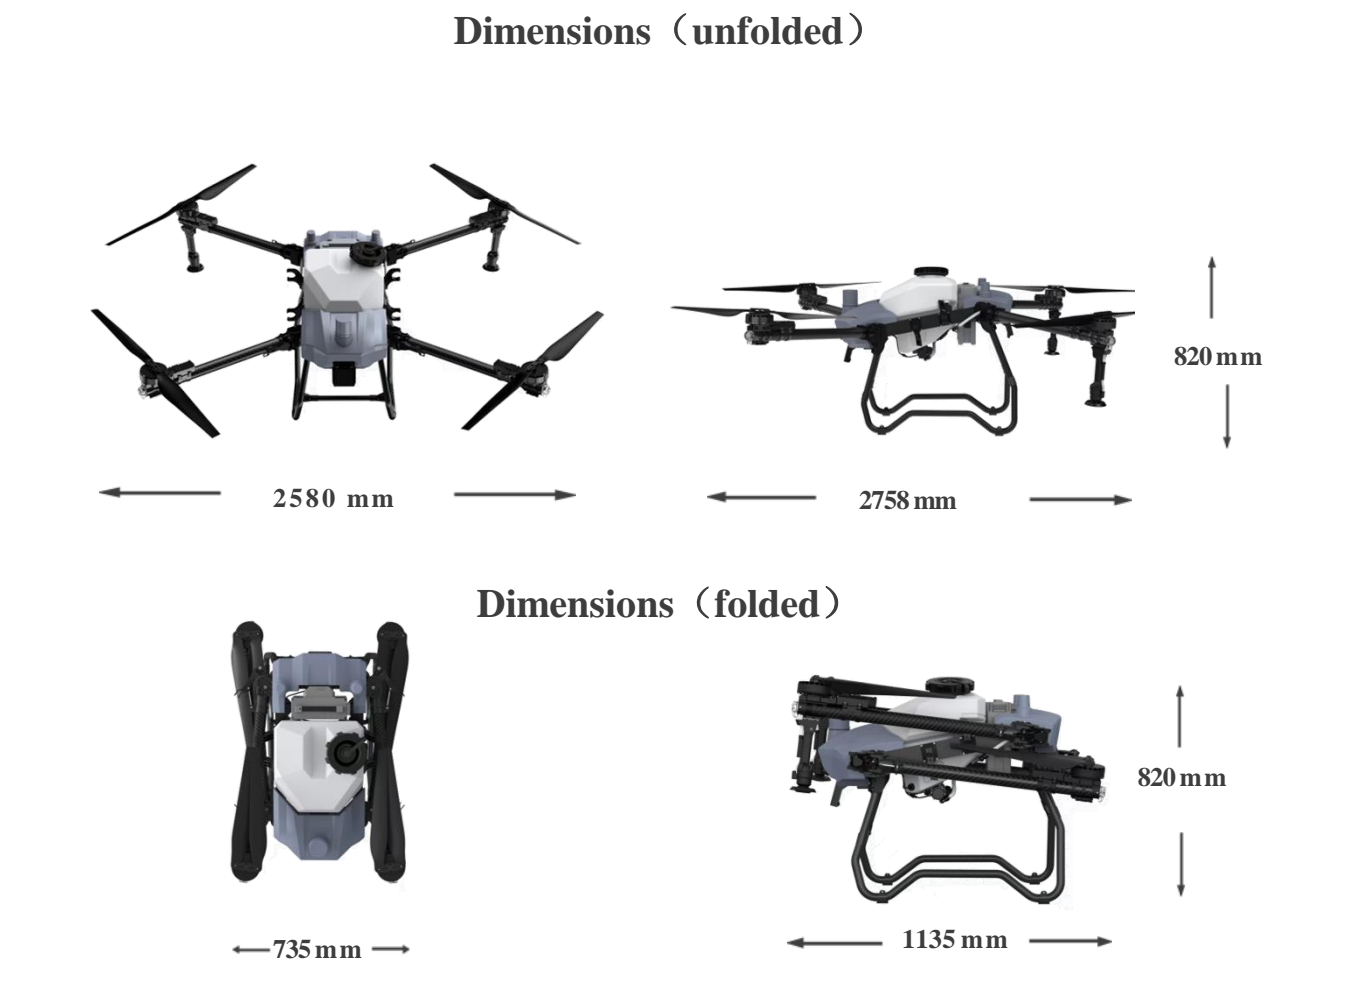 Dimensions（unfolded）
820 mm
2580 mm
2758 mm
Dimensions（folded）
820 mm
735 mm
1135 mm